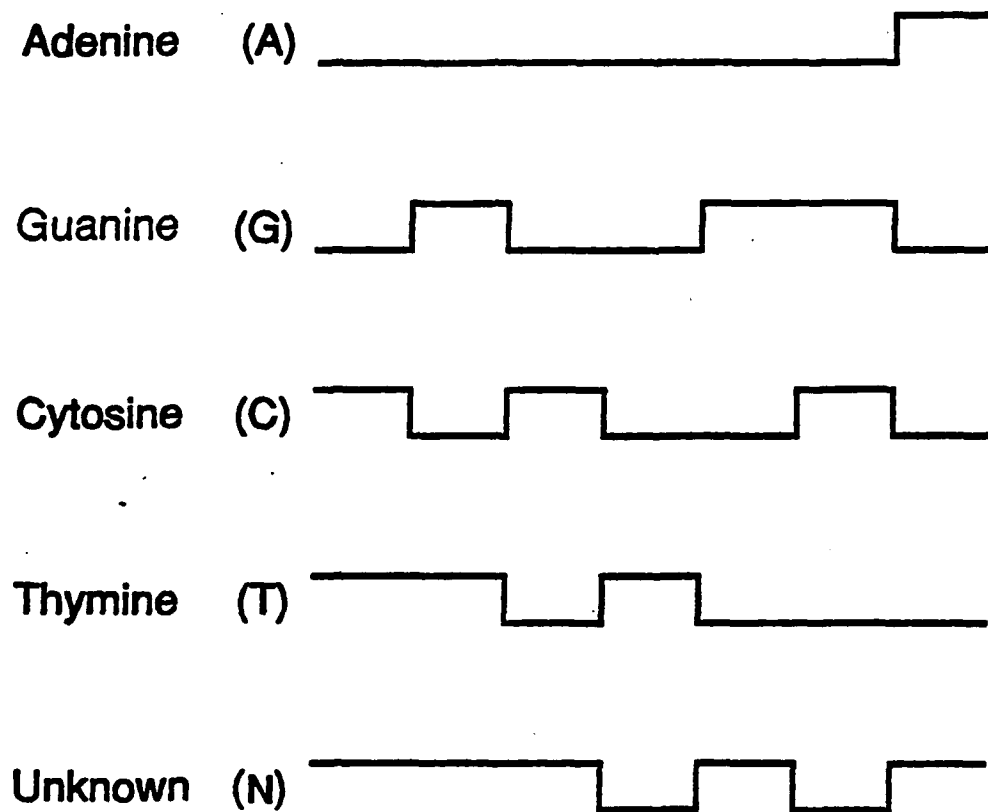 Adenine (A)
Guanine (G)
Cytosine (C)
Thymine (T)
Unknown (N)